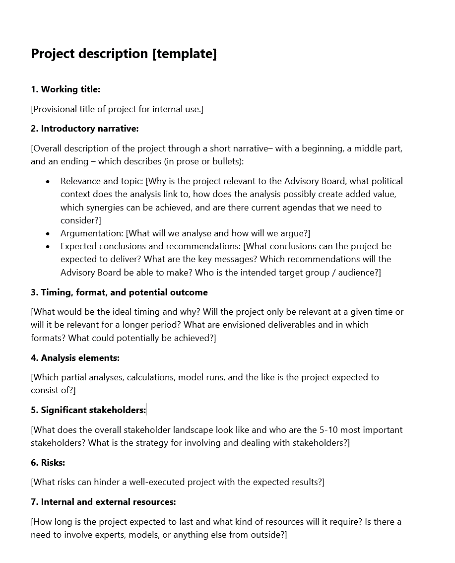 Project description [template]
1. Working title:
[Provisional title of project for internal use.]
2. Introductory narrative:
[Overall description of the project through a short narrative– with a beginning, a middle part,
and an ending – which describes (in prose or bullets):
• Relevance and topic: [Why is the project relevant to the Advisory Board, what political
context does the analysis link to, how does the analysis possibly create added value,
which synergies can be achieved, and are there current agendas that we need to
consider?]
• Argumentation: [What will we analyse and how will we argue?]
• Expected conclusions and recommendations: [What conclusions can the project be
expected to deliver? What are the key messages? Which recommendations will the
Advisory Board be able to make? Who is the intended target group / audience?]
3. Timing, format, and potential outcome
[What would be the ideal timing and why? Will the project only be relevant at a given time or
will it be relevant for a longer period? What are envisioned deliverables and in which
formats? What could potentially be achieved?]
4. Analysis elements:
[Which partial analyses, calculations, model runs, and the like is the project expected to
consist of?]
5. Significant stakeholders:
[What does the overall stakeholder landscape look like and who are the 5-10 most important
stakeholders? What is the strategy for involving and dealing with stakeholders?]
6. Risks:
[What risks can hinder a well-executed project with the expected results?]
7. Internal and external resources:
[How long is the project expected to last and what kind of resources will it require? Is there a
need to involve experts, models, or anything else from outside?]